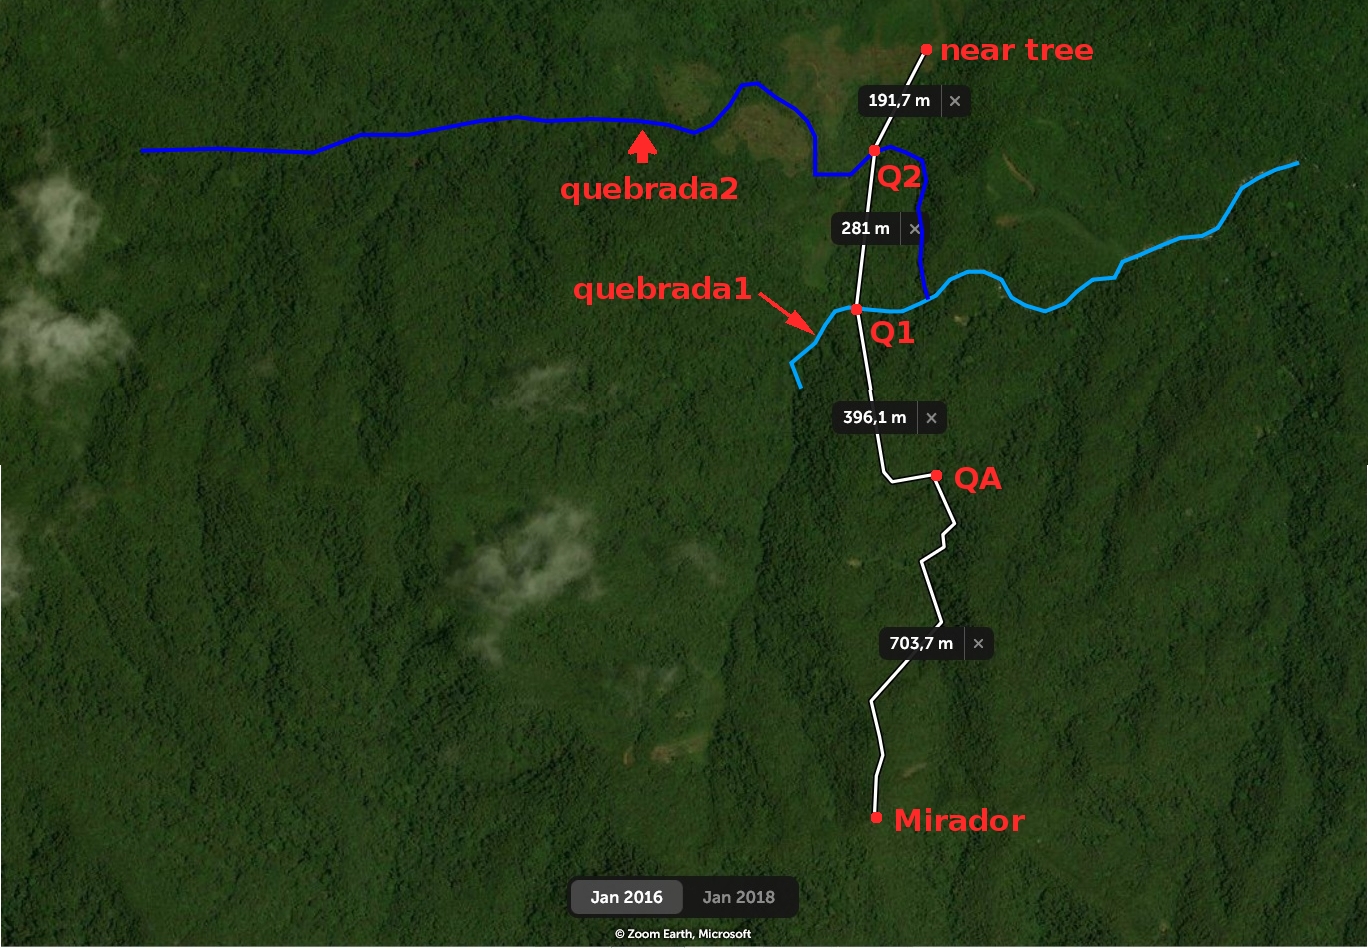 near tree
191,7 m ×
Q2
quebrada2
281 m ×
quebrada1
Q1
396,1 m ×
QA
703,7 m ×
Mirador
Jan 2016 Jan 2018
© Zoom Earth, Microsoft